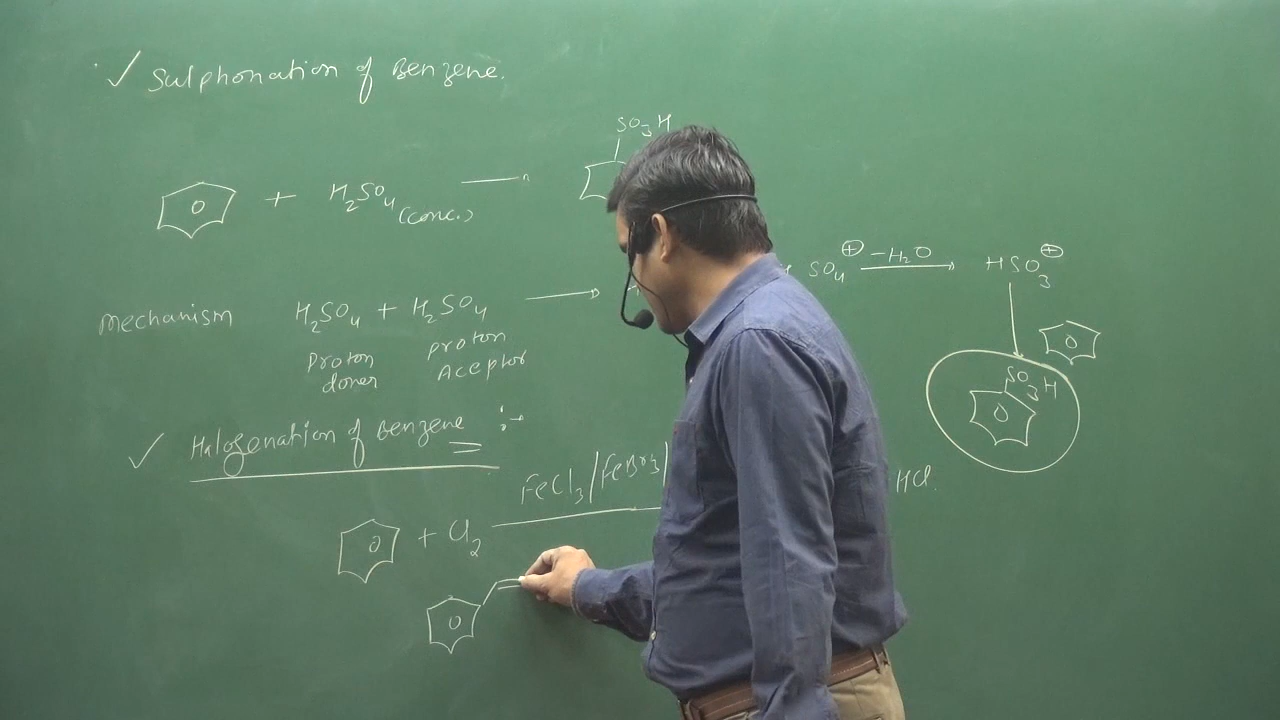 ✓ Sulphonation of Benzene.
SO3H
+ H2SO4 (conc.) →
SO4⊕ -H2O → HSO3⊕
Mechanism H2SO4 + H2SO4 →
Proton doner
proton Aceptor
SO3H
✓ Halogenation of Benzene :-
FeCl3/FeBr3/
HCl.
+ Cl2